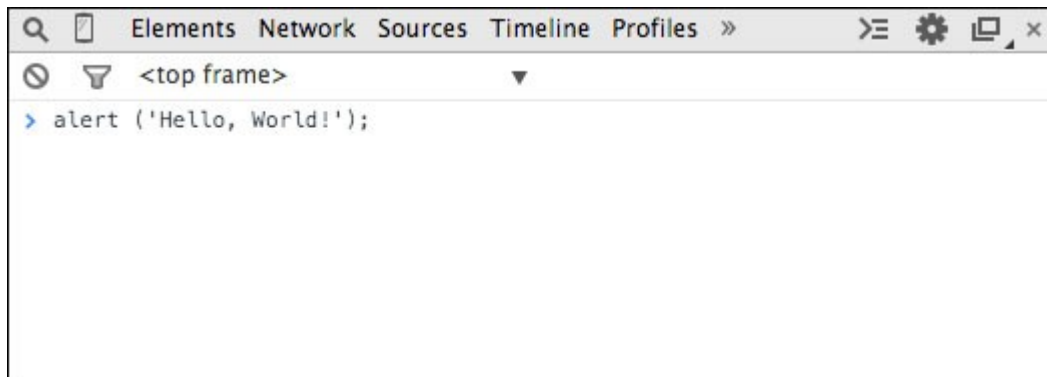 Elements Network Sources Timeline Profiles »
<top frame> ▼
> alert ('Hello, World!');